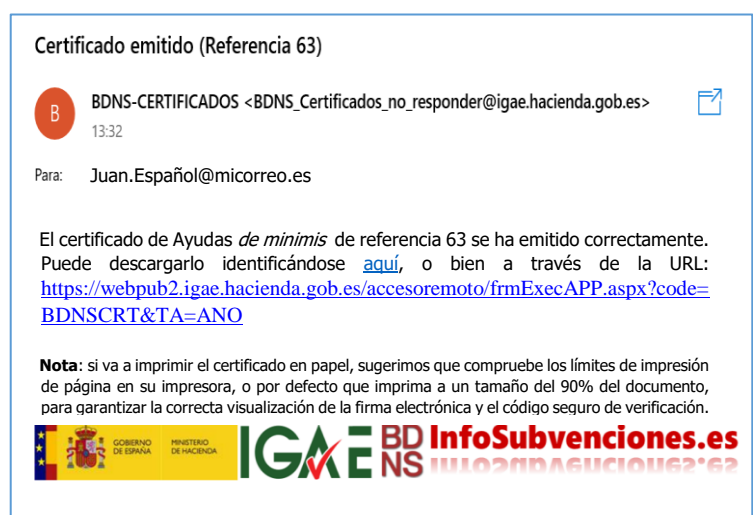 Certificado emitido (Referencia 63)
B
BDNS-CERTIFICADOS <BDNS_Certificados_no_responder@igae.hacienda.gob.es>
13:32
Para: Juan.Español@micorreo.es
El certificado de Ayudas de minimis de referencia 63 se ha emitido correctamente.
Puede descargarlo identificándose aquí, o bien a través de la URL:
https://webpub2.igae.hacienda.gob.es/accesoremoto/frmExecAPP.aspx?code=
BDNSCRT&TA=ANO
Nota: si va a imprimir el certificado en papel, sugerimos que compruebe los límites de impresión
de página en su impresora, o por defecto que imprima a un tamaño del 90% del documento,
para garantizar la correcta visualización de la firma electrónica y el código seguro de verificación.
GOBIERNO
DE ESPAÑA
MINISTERIO
DE HACIENDA
IGAE
BD
NS
InfoSubvenciones.es